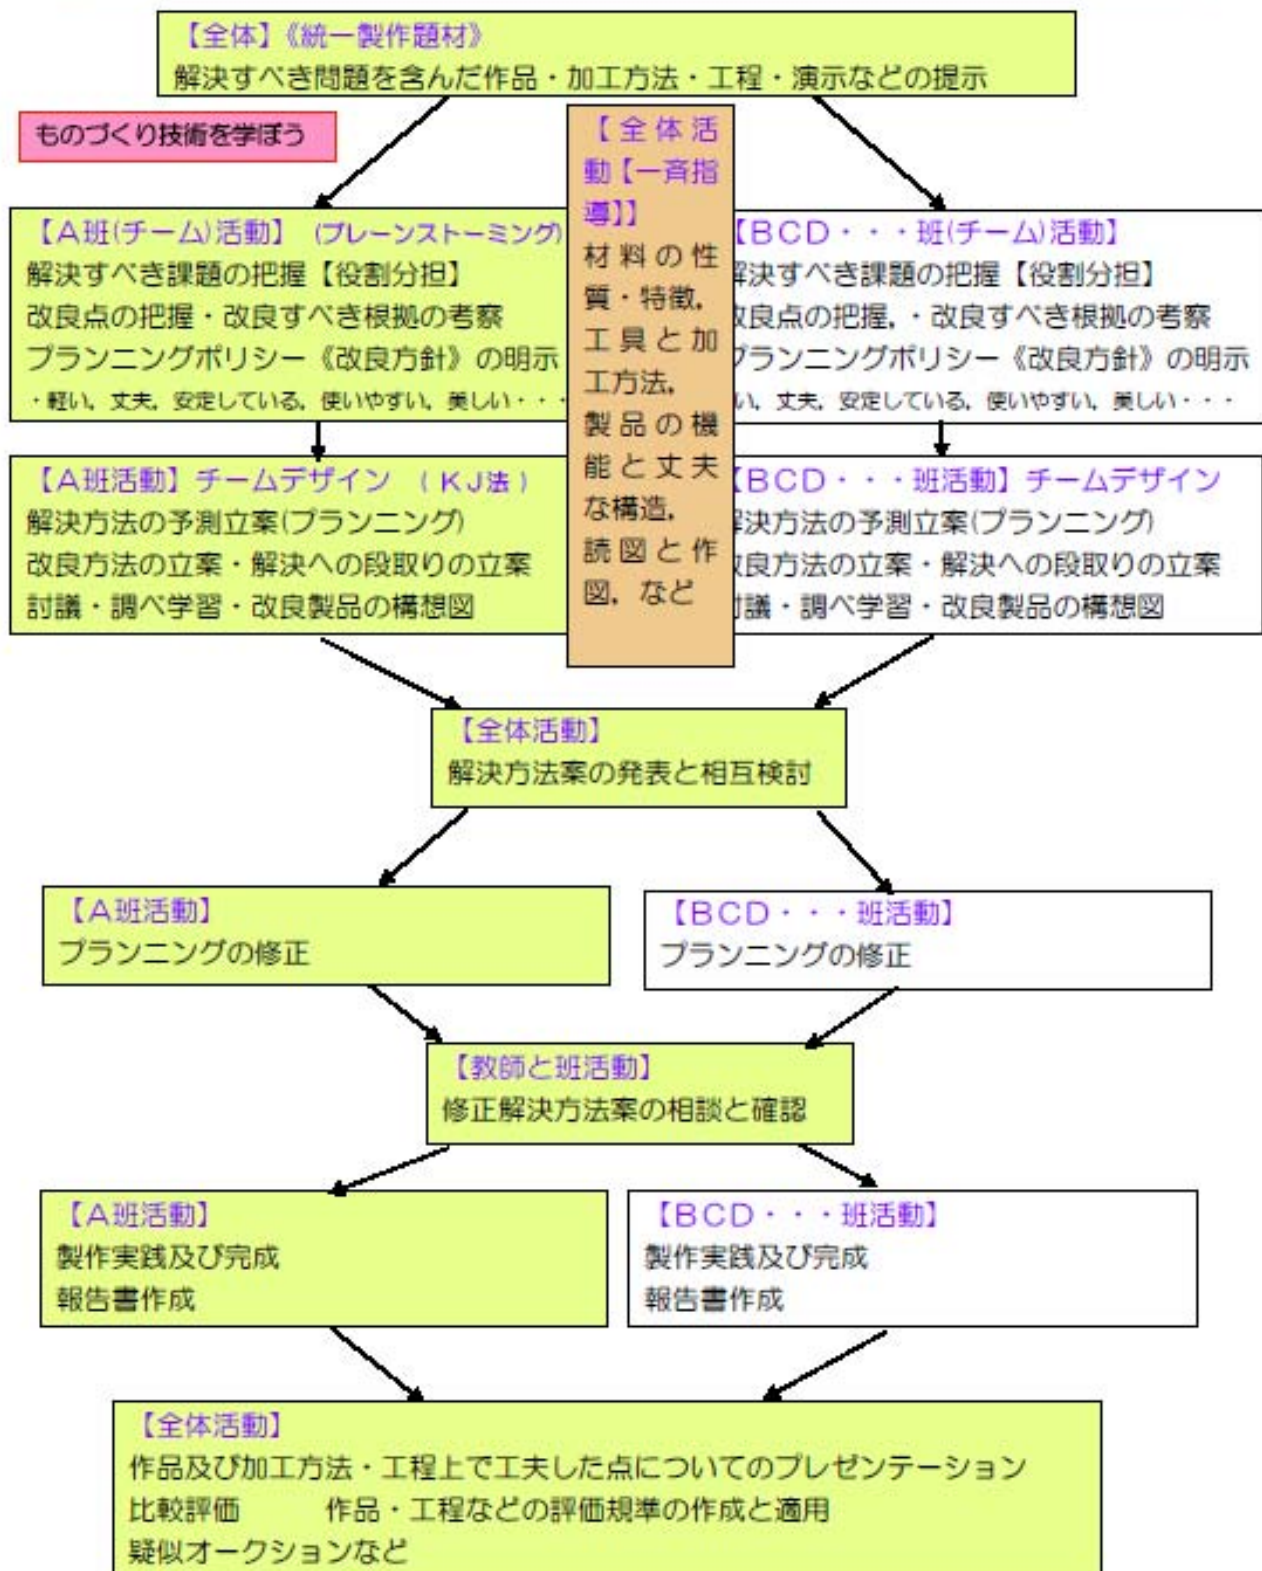 【全体】《統一製作題材》
解決すべき問題を含んだ作品・加工方法・工程・演示などの提示
ものづくり技術を学ぼう
【全体活
動【一斉指
導】】
材料の性
質・特徴，
工具と加
工方法，
製品の機
能と丈夫
な構造，
読図と作
図，など
【A班(チーム)活動】 (ブレーンストーミング)
解決すべき課題の把握【役割分担】
改良点の把握・改良すべき根拠の考察
プランニングポリシー《改良方針》の明示
・軽い，丈夫，安定している，使いやすい，美しい・・・
【BCD・・・班(チーム)活動】
解決すべき課題の把握【役割分担】
改良点の把握，・改良すべき根拠の考察
プランニングポリシー《改良方針》の明示
い，丈夫，安定している，使いやすい，美しい・・・
【A班活動】チームデザイン （KJ法）
解決方法の予測立案(プランニング)
改良方法の立案・解決への段取りの立案
討議・調べ学習・改良製品の構想図
【BCD・・・班活動】チームデザイン
解決方法の予測立案(プランニング)
改良方法の立案・解決への段取りの立案
討議・調べ学習・改良製品の構想図
【全体活動】
解決方法案の発表と相互検討
【A班活動】
プランニングの修正
【BCD・・・班活動】
プランニングの修正
【教師と班活動】
修正解決方法案の相談と確認
【A班活動】
製作実践及び完成
報告書作成
【BCD・・・班活動】
製作実践及び完成
報告書作成
【全体活動】
作品及び加工方法・工程上で工夫した点についてのプレゼンテーション
比較評価 作品・工程などの評価規準の作成と適用
疑似オークションなど